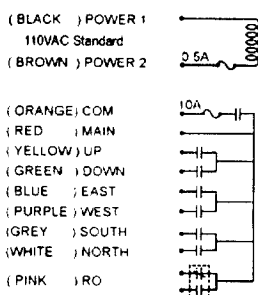 (BLACK ) POWER 1
110VAC Standard
(BROWN ) POWER 2
0.5A
(ORANGE) COM
10A
(RED ) MAIN
(YELLOW) UP
(GREEN ) DOWN
(BLUE ) EAST
(PURPLE) WEST
(GREY ) SOUTH
(WHITE ) NORTH
(PINK ) RO